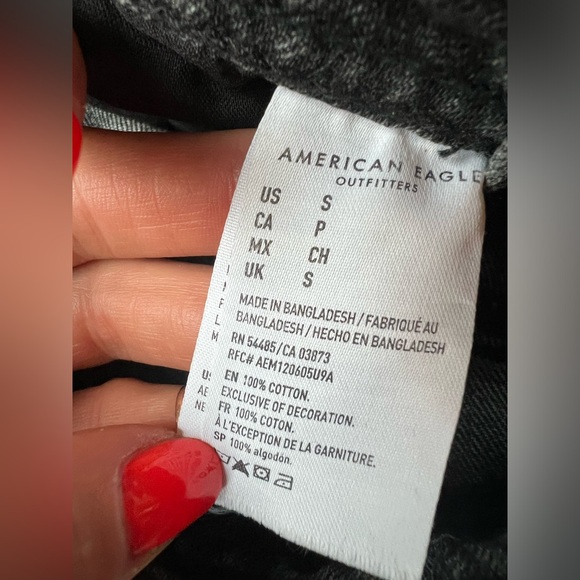 AMERICAN EAGLE
OUTFITTERS
US S
CA P
MX CH
UK S
MADE IN BANGLADESH / FABRIQUÉ AU
BANGLADESH / HECHO EN BANGLADESH
RN 54485/CA 03873
RFC# AEM120605U9A
EN 100% COTTON.
EXCLUSIVE OF DECORATION.
FR 100% COTON.
À L'EXCEPTION DE LA GARNITURE.
SP 100% algodón.